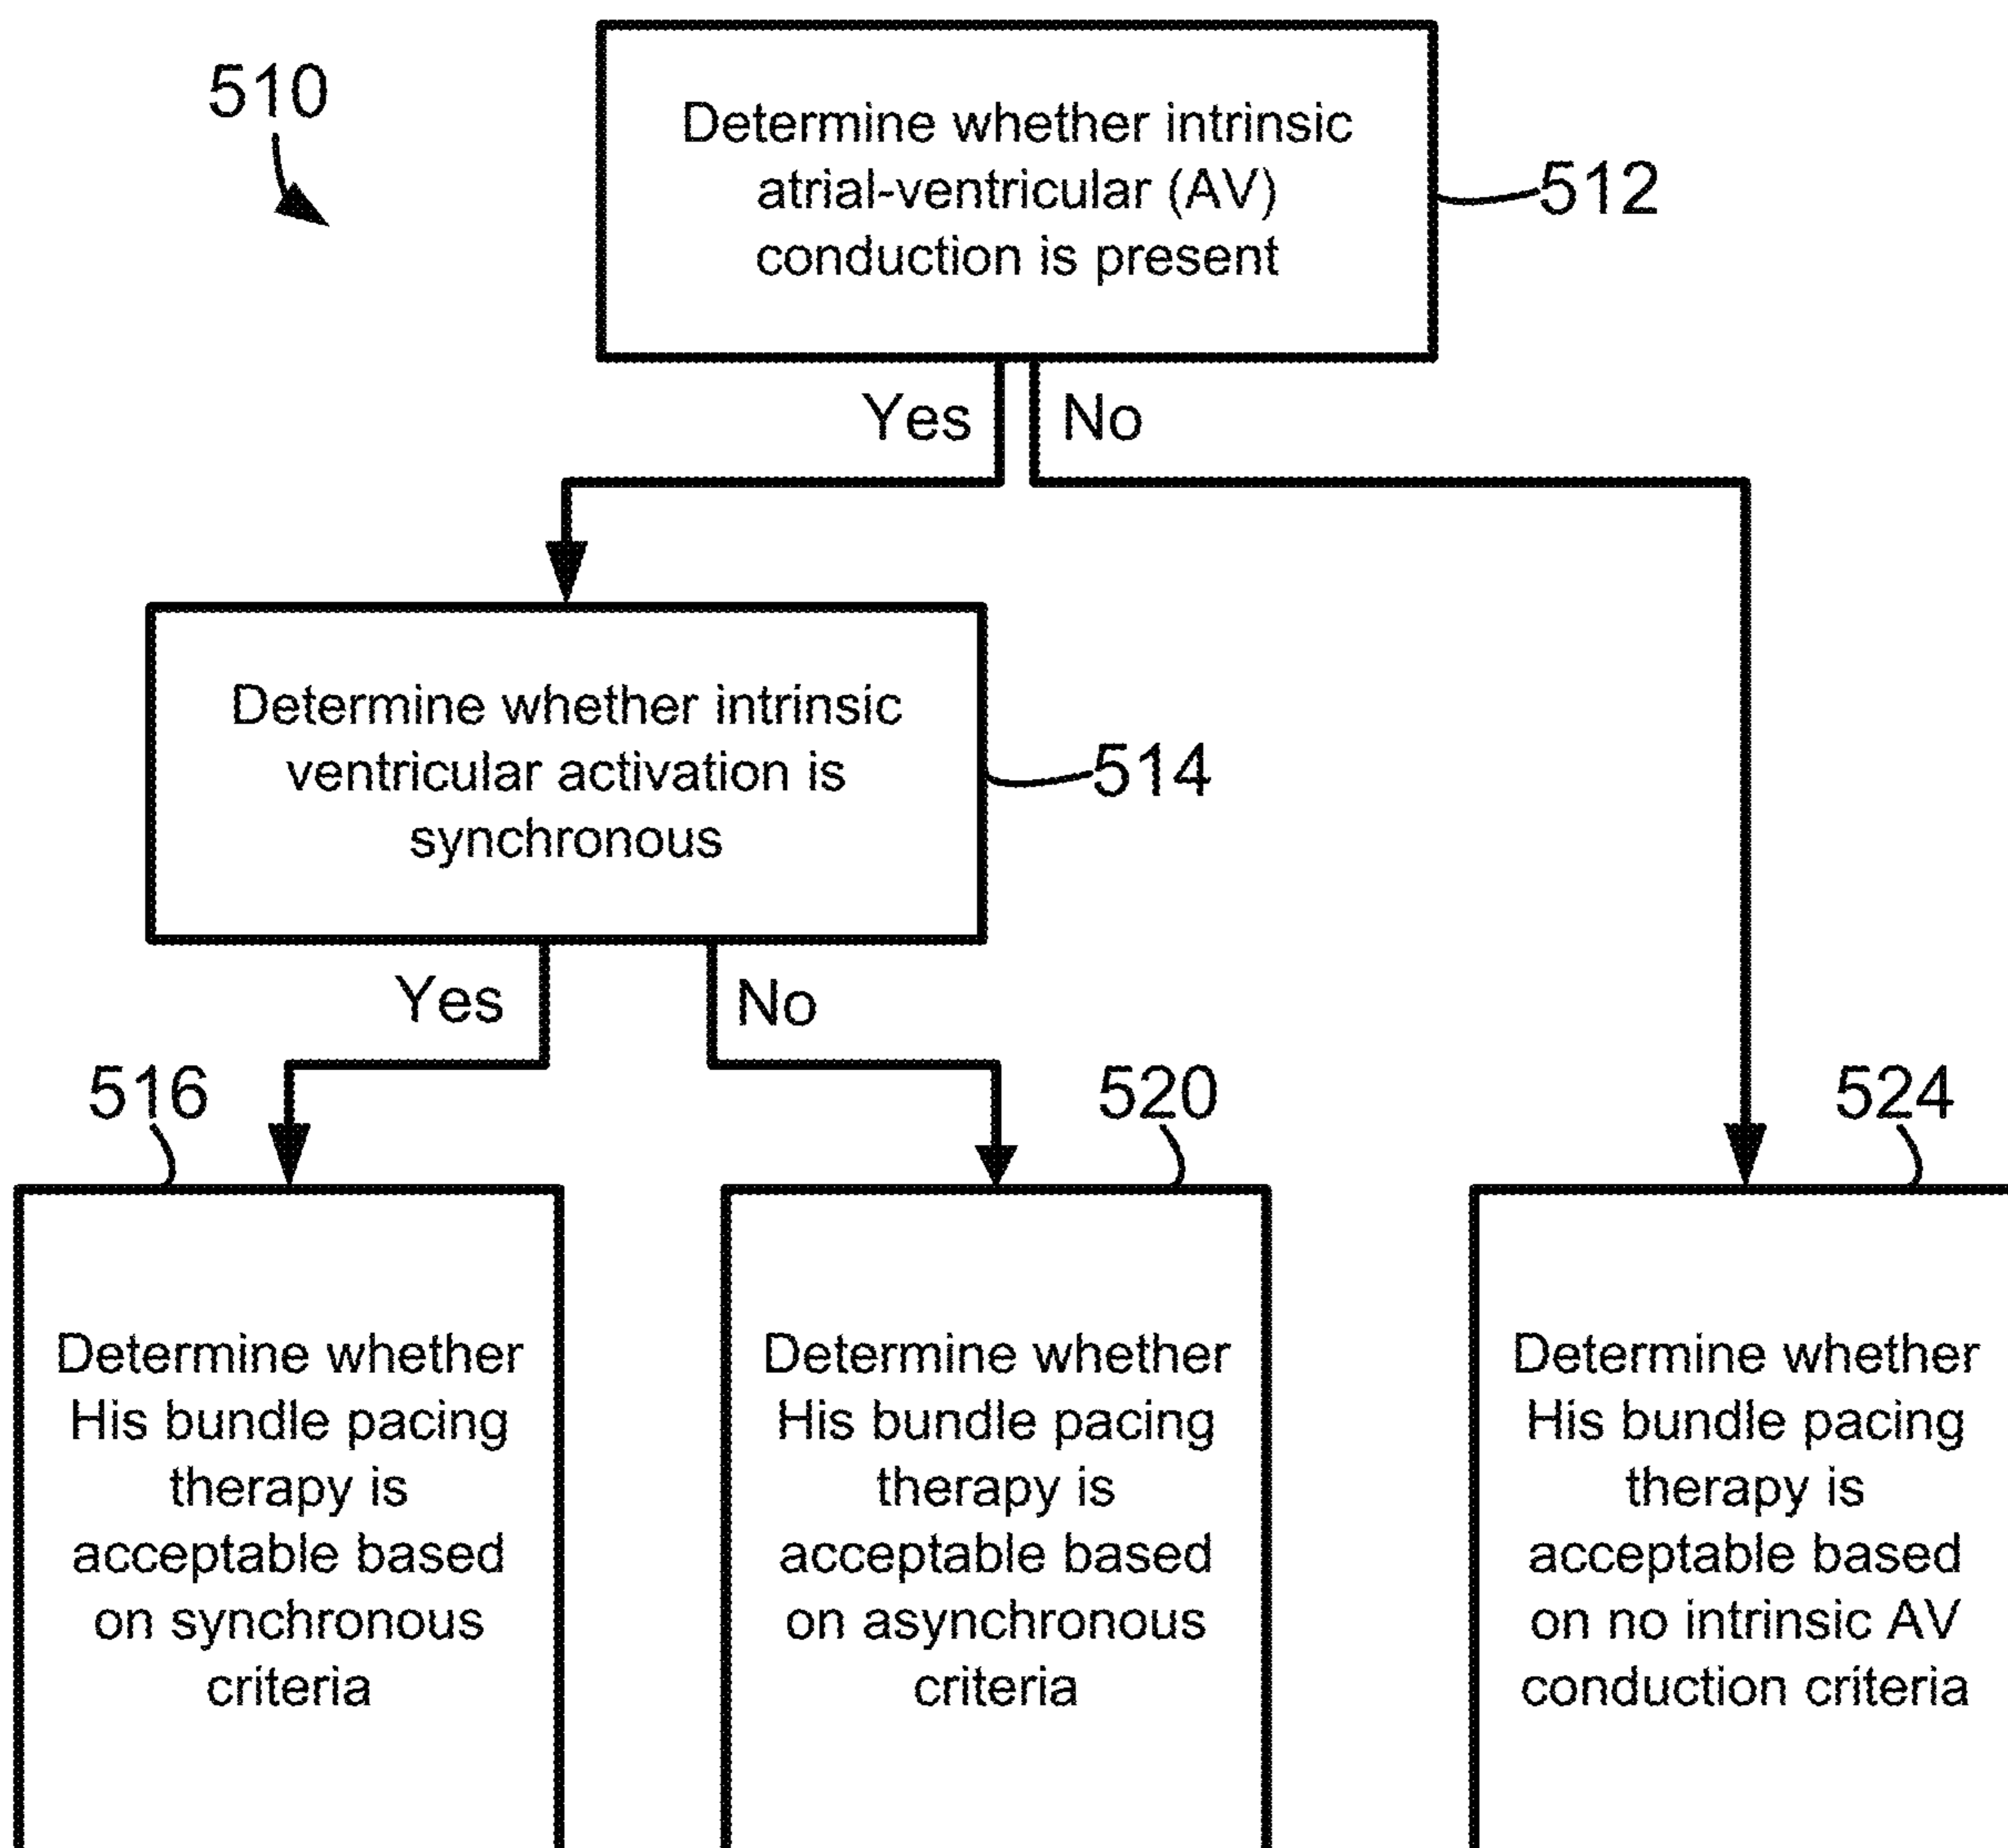 510
Determine whether intrinsic
atrial-ventricular (AV)
conduction is present
512
Yes
No
Determine whether intrinsic
ventricular activation is
synchronous
514
Yes
No
516
520
524
Determine whether
His bundle pacing
therapy is
acceptable based
on synchronous
criteria
Determine whether
His bundle pacing
therapy is
acceptable based
on asynchronous
criteria
Determine whether
His bundle pacing
therapy is
acceptable based
on no intrinsic AV
conduction criteria